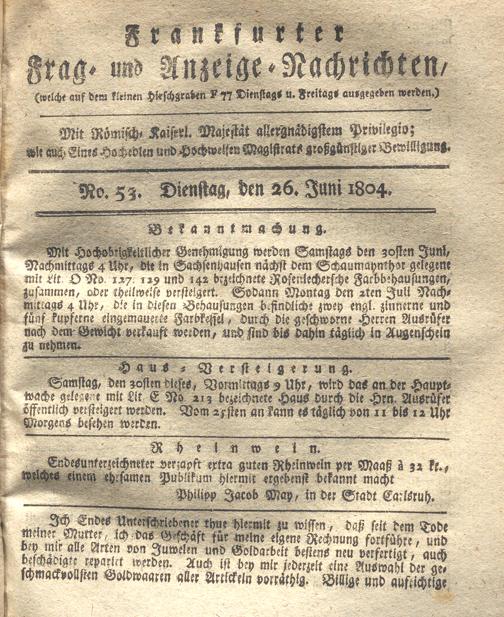 Frankfurter
Frag- und Anzeige-Nachrichten,
(welche auf dem kleinen Hirschgraben F 77 Dienstags u. Freitags ausgegeben werden.)
Mit Römisch-Kaiserl. Majestät allergnädigstem Privilegio;
wie auch Eines Hochedlen und Hochweisen Magistrats großgünstiger Bewilligung.
No. 53. Dienstag, den 26. Juni 1804.
Bekanntmachung.
Mit Hochobrigkeitlicher Genehmigung werden Samstags den 30sten Juni,
Nachmittags 4 Uhr, die in Sachsenhausen nächst dem Schaumaynthor gelegene
mit Lit. O No. 127. 129 und 142 bezeichnete Rosenlechersche Farbbehausungen,
zusammen, oder theilweise versteigert. Sodann Montag den 2ten Juli Nach-
mittags 4 Uhr, die in diesen Behausungen befindliche zwey engl. zinnerne und
fünf kupferne eingemauerte Farbkessel, durch die geschworne Herren Ausrüfer
nach dem Gewicht verkauft werden, und sind bis dahin täglich in Augenschein
zu nehmen.
Haus-Versteigerung.
Samstag, den 30sten dieses, Vormittags 9 Uhr, wird das an der Haupt-
wache gelegene mit Lit. E No. 213 bezeichnete Haus durch die Hrn. Ausrüfer
öffentlich versteigert werden. Vom 25sten an kann es täglich von 11 bis 12 Uhr
Morgens besehen werden.
Rheinwein.
Endesunterzeichneter verzapft extra guten Rheinwein per Maaß à 32 kr.,
welches einem ehrsamen Publikum hiermit ergebenst bekannt macht
Philipp Jacob May, in der Stadt Carlsruh.
Ich Endes Unterschriebener thue hiermit zu wissen, daß seit dem Tode
meiner Mutter, ich das Geschäft für meine eigene Rechnung fortführe, und
bey mir alle Arten von Juwelen und Goldarbeit bestens neu verfertigt, auch
beschädigte reparirt werden. Auch ist bey mir jederzeit eine Auswahl der ge-
schmackvollsten Goldwaaren aller Artickeln vorräthig. Billige und aufrichtige